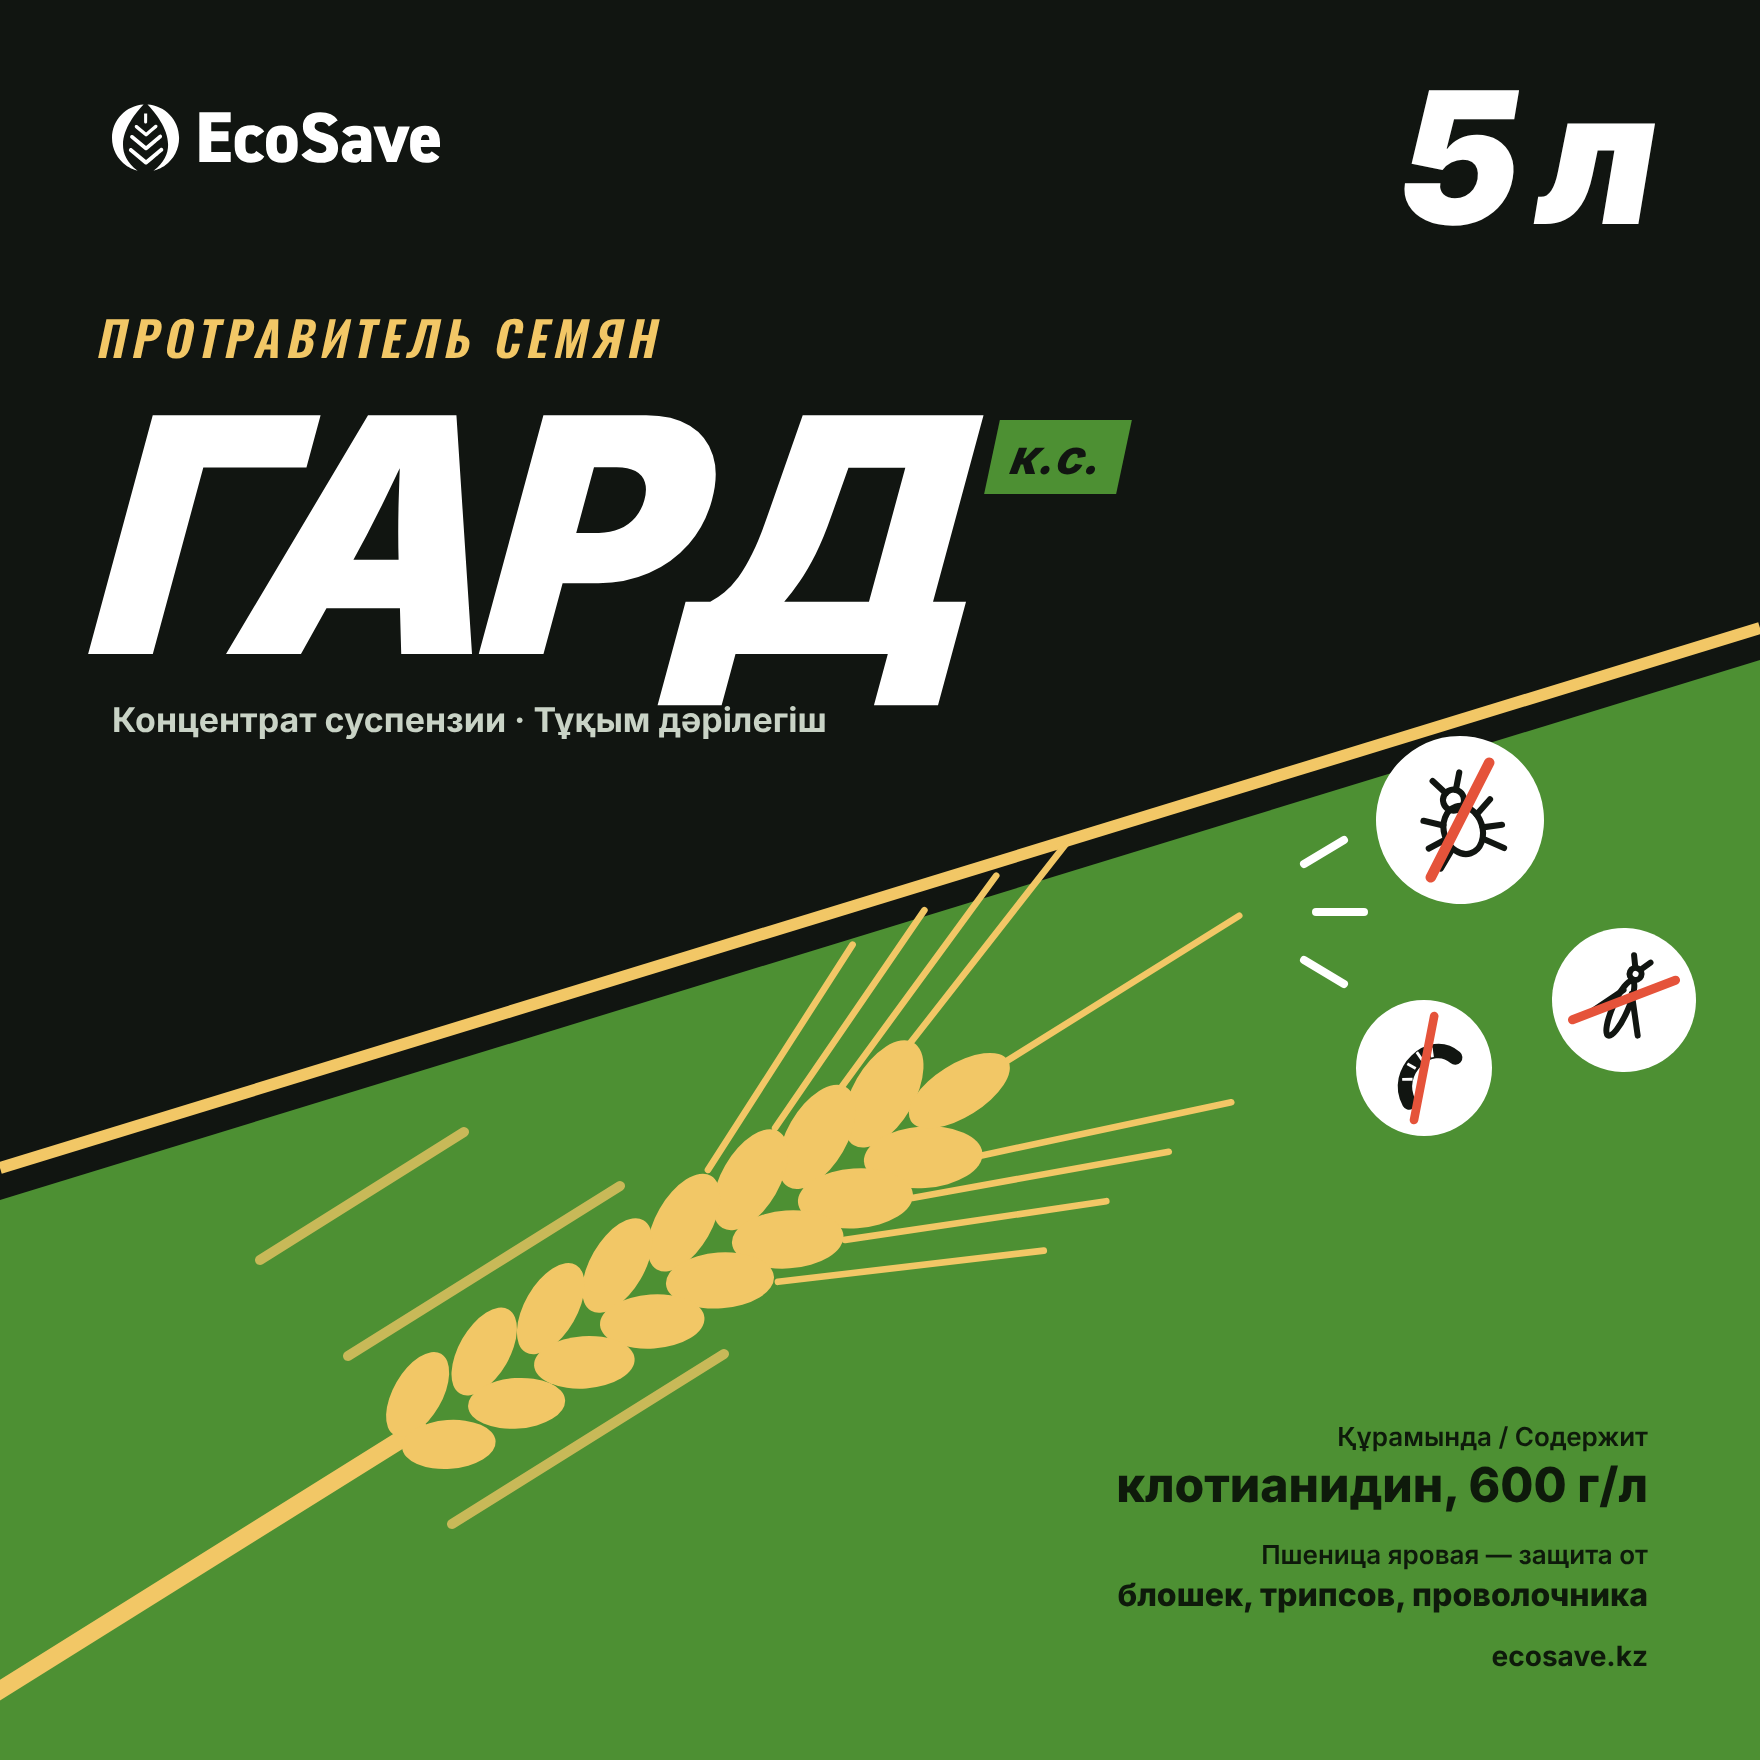 EcoSave
5 л
ПРОТРАВИТЕЛЬ СЕМЯН
ГАРД
к.с.
Концентрат суспензии · Тұқым дәрілегіш
Құрамында / Содержит
клотианидин, 600 г/л
Пшеница яровая — защита от
блошек, трипсов, проволочника
ecosave.kz